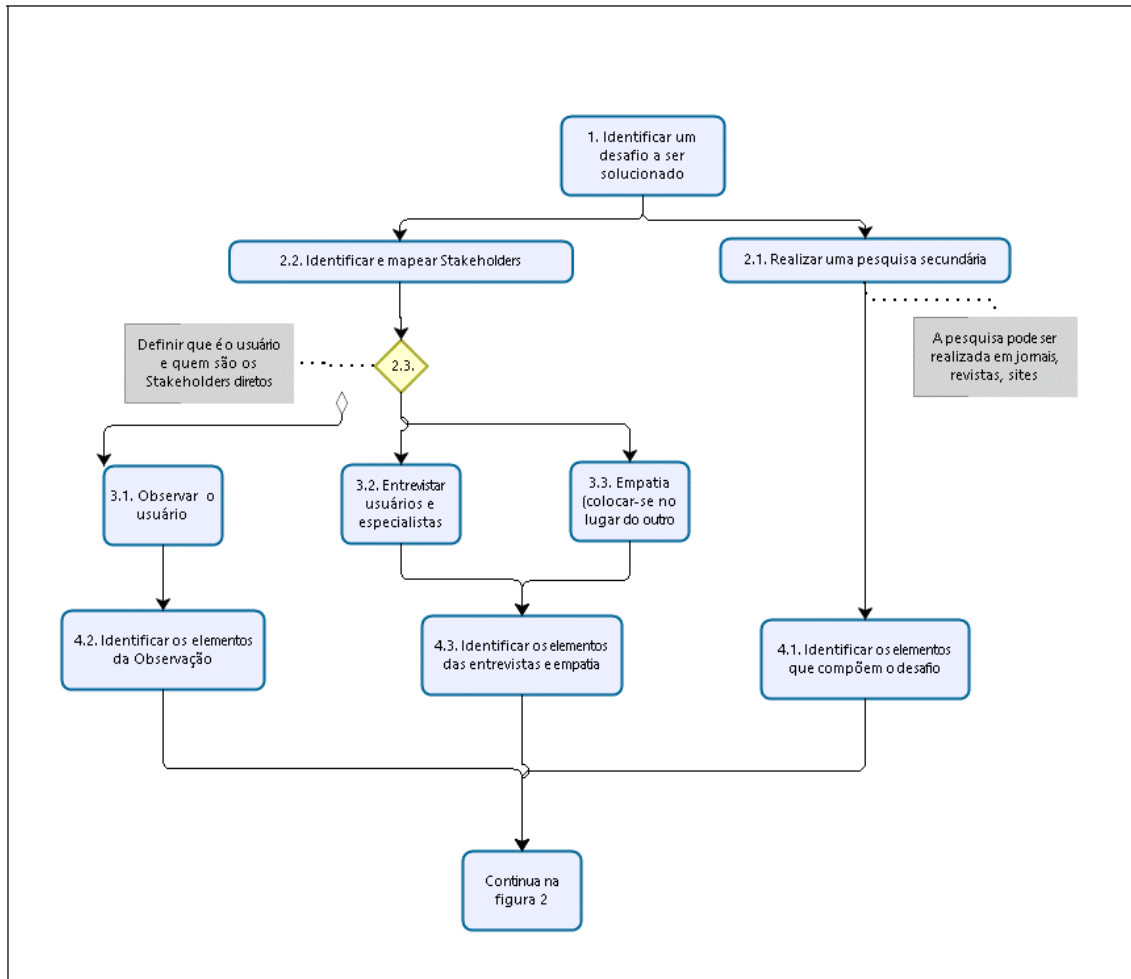 1. Identificar um
desafio a ser
solucionado
2.2. Identificar e mapear Stakeholders
2.1. Realizar uma pesquisa secundária
Definir que é o usuário
e quem são os
Stakeholders diretos
2.3.
A pesquisa pode ser
realizada em jornais,
revistas, sites
3.1. Observar o
usuário
3.2. Entrevistar
usuários e
especialistas
3.3. Empatia
(colocar-se no
lugar do outro
4.2. Identificar os elementos
da Observação
4.3. Identificar os elementos
das entrevistas e empatia
4.1. Identificar os elementos
que compõem o desafio
Continua na
figura 2